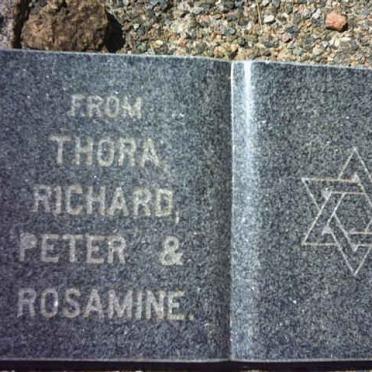 FROM
THORA,
RICHARD,
PETER &
ROSAMINE.